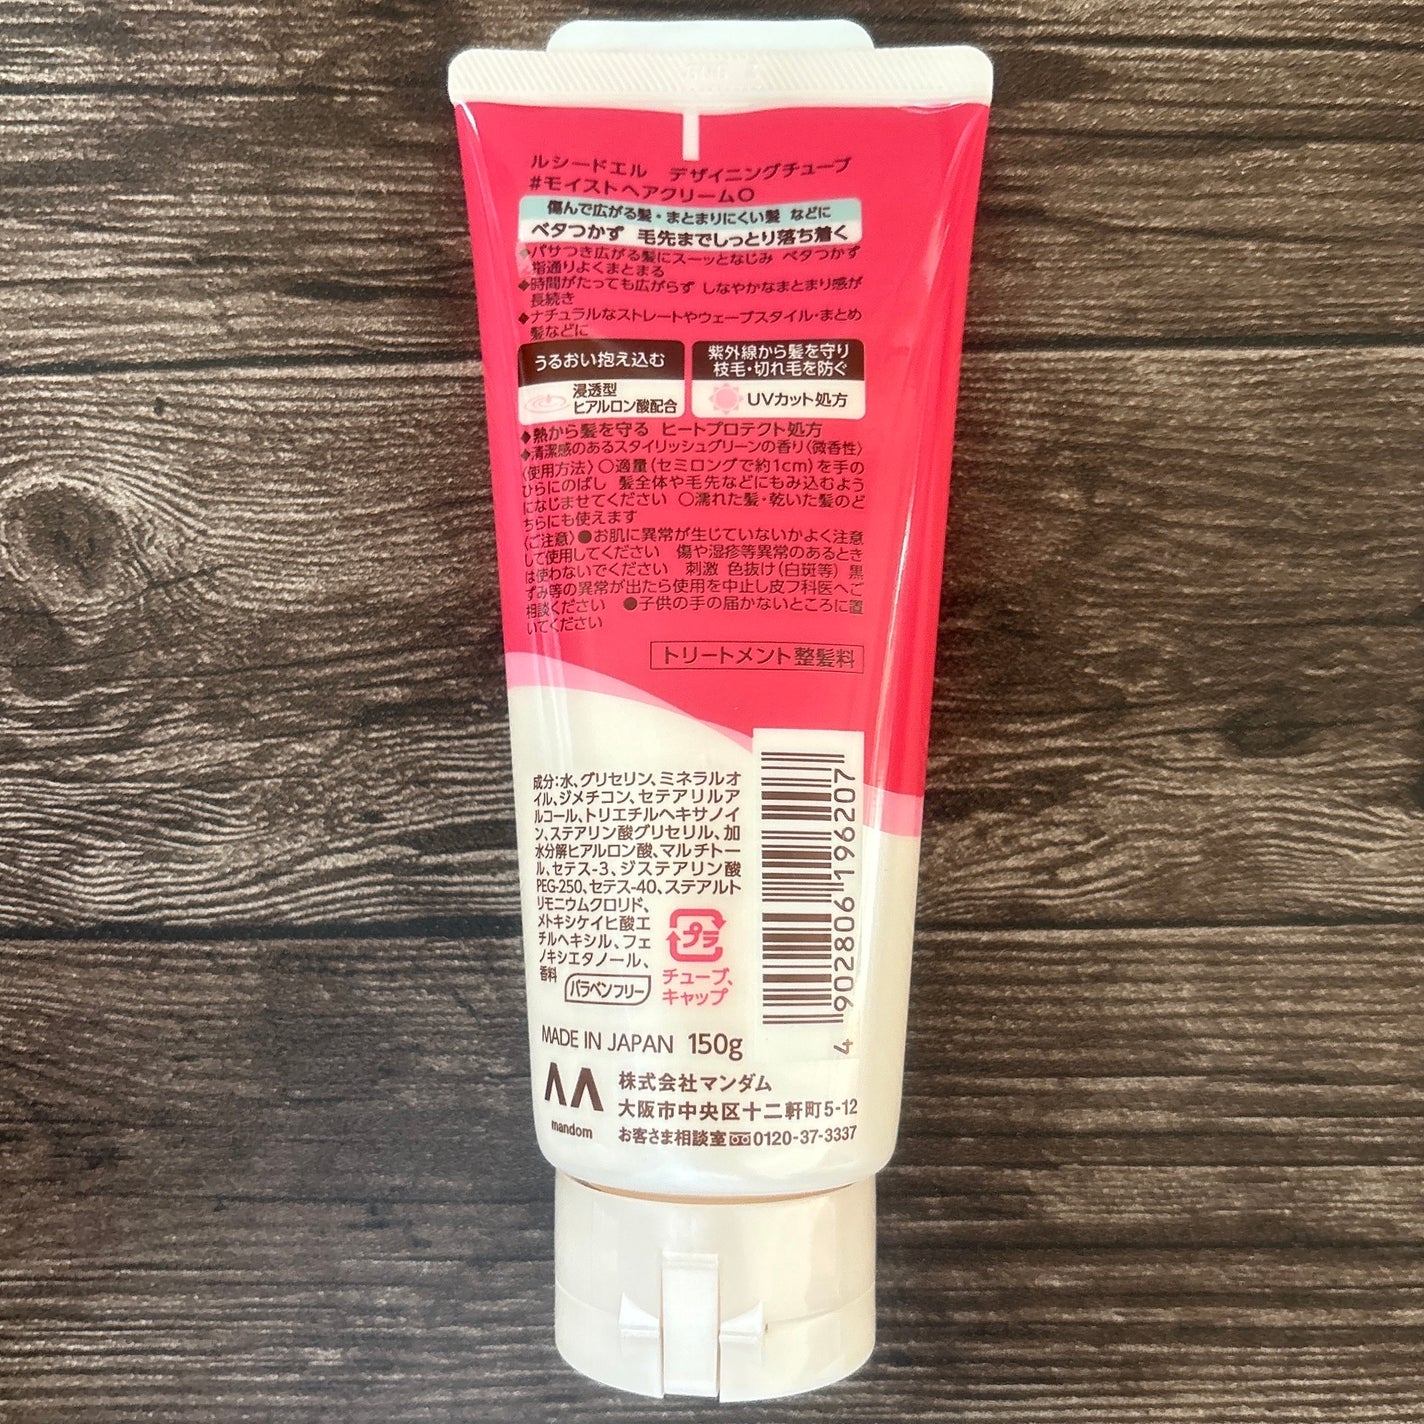 ルシードエル　デザイニングチューブ
#モイストヘアクリームO
傷んで広がる髪・まとまりにくい髪 などに
ベタつかず 毛先までしっとり落ち着く
◆パサつき広がる髪にスーッとなじみ ベタつかず
指通りよくまとまる
◆時間がたっても広がらず しなやかなまとまり感が
長続き
◆ナチュラルなストレートやウェーブスタイル・まとめ
髪などに
うるおい抱え込む
浸透型
ヒアルロン酸配合
紫外線から髪を守り
枝毛・切れ毛を防ぐ
UVカット処方
◆熱から髪を守る ヒートプロテクト処方
◆清潔感のあるスタイリッシュグリーンの香り〈微香性〉
〈使用方法〉○適量(セミロングで約1cm)を手の
ひらにのばし 髪全体や毛先などにもみ込むよう
になじませてください ○濡れた髪・乾いた髪のど
ちらにも使えます
〈ご注意〉●お肌に異常が生じていないかよく注意
して使用してください 傷や湿疹等異常のあるとき
は使わないでください 刺激 色抜け(白斑等) 黒
ずみ等の異常が出たら使用を中止し皮フ科医へご
相談ください ●子供の手の届かないところに置
いてください
トリートメント整髪料
成分:水、グリセリン、ミネラルオ
イル、ジメチコン、セテアリルア
ルコール、トリエチルヘキサノイ
ン、ステアリン酸グリセリル、加
水分解ヒアルロン酸、マルチトー
ル、セテス-3、ジステアリン酸
PEG-250、セテス-40、ステアルト
リモニウムクロリド、
メトキシケイヒ酸エ
チルヘキシル、フェ
ノキシエタノール、
香料
パラベンフリー
プラ
チューブ、
キャップ
4 902806 196207
MADE IN JAPAN 150g
mandom
株式会社マンダム
大阪市中央区十二軒町5-12
お客さま相談室 0120-37-3337